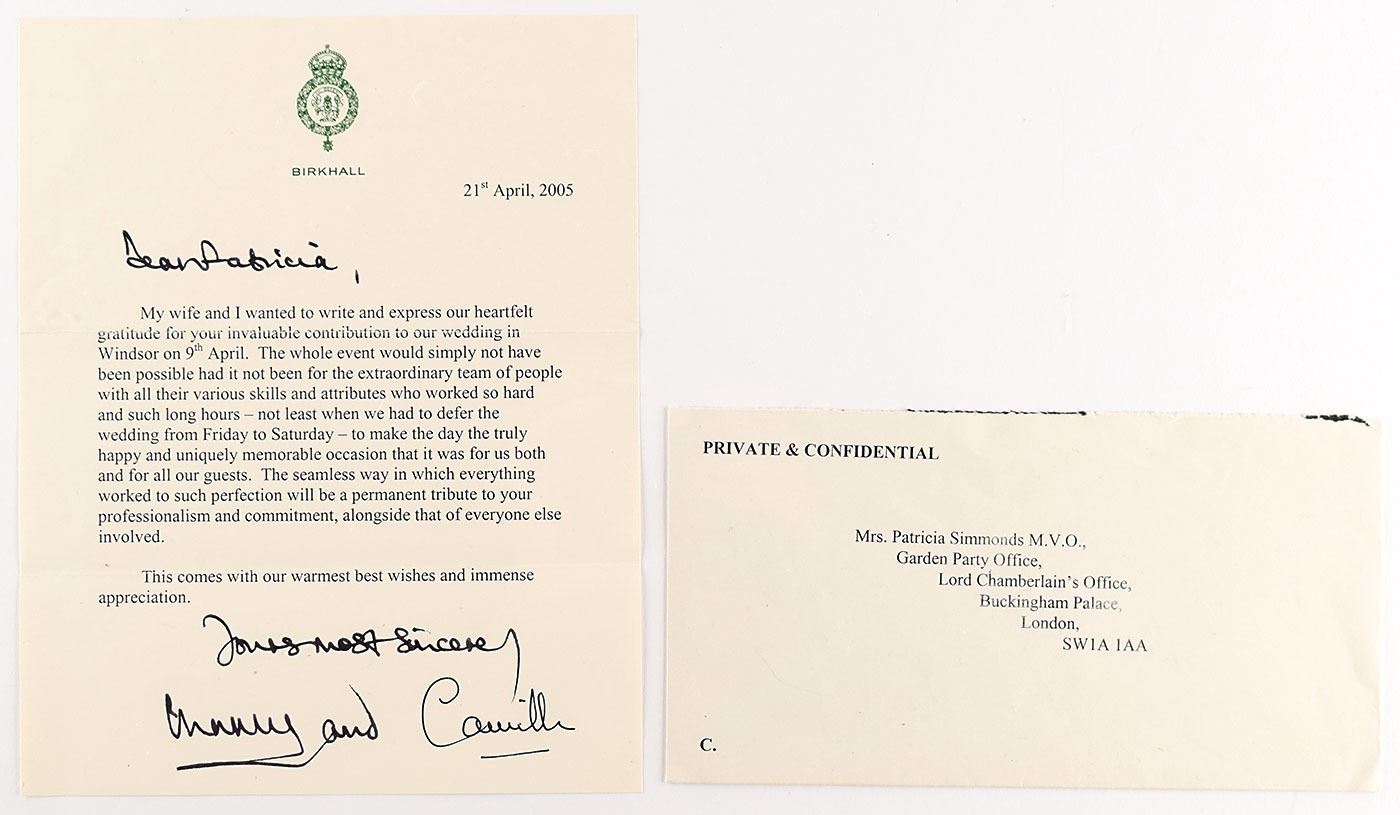 BIRKHALL
21st April, 2005
Dear Patricia,
My wife and I wanted to write and express our heartfelt
gratitude for your invaluable contribution to our wedding in
Windsor on 9th April. The whole event would simply not have
been possible had it not been for the extraordinary team of people
with all their various skills and attributes who worked so hard
and such long hours – not least when we had to defer the
wedding from Friday to Saturday – to make the day the truly
happy and uniquely memorable occasion that it was for us both
and for all our guests. The seamless way in which everything
worked to such perfection will be a permanent tribute to your
professionalism and commitment, alongside that of everyone else
involved.
This comes with our warmest best wishes and immense
appreciation.
Yours most sincerely
Charles and Camilla
PRIVATE & CONFIDENTIAL
Mrs. Patricia Simmonds M.V.O.,
Garden Party Office,
Lord Chamberlain's Office,
Buckingham Palace,
London,
SW1A 1AA
C.